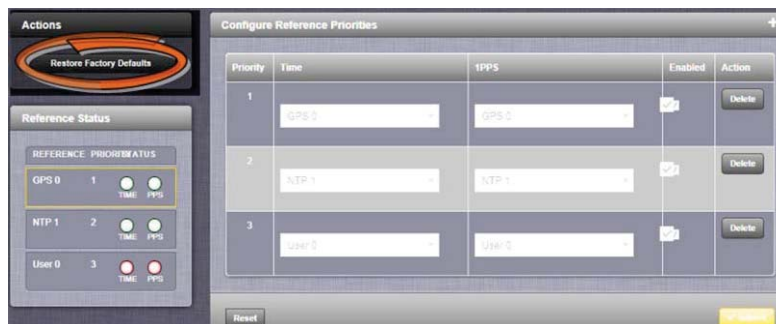 Actions
Restore Factory Defaults
Reference Status
REFERENCE PRIORITY STATUS
GPS 0 1
TIME PPS
NTP 1 2
TIME PPS
User 0 3
TIME PPS
Configure Reference Priorities +
Priority Time 1PPS Enabled Action
1 GPS 0 GPS 0 Delete
2 NTP 1 NTP 1 Delete
3 User 0 User 0 Delete
Reset Submit